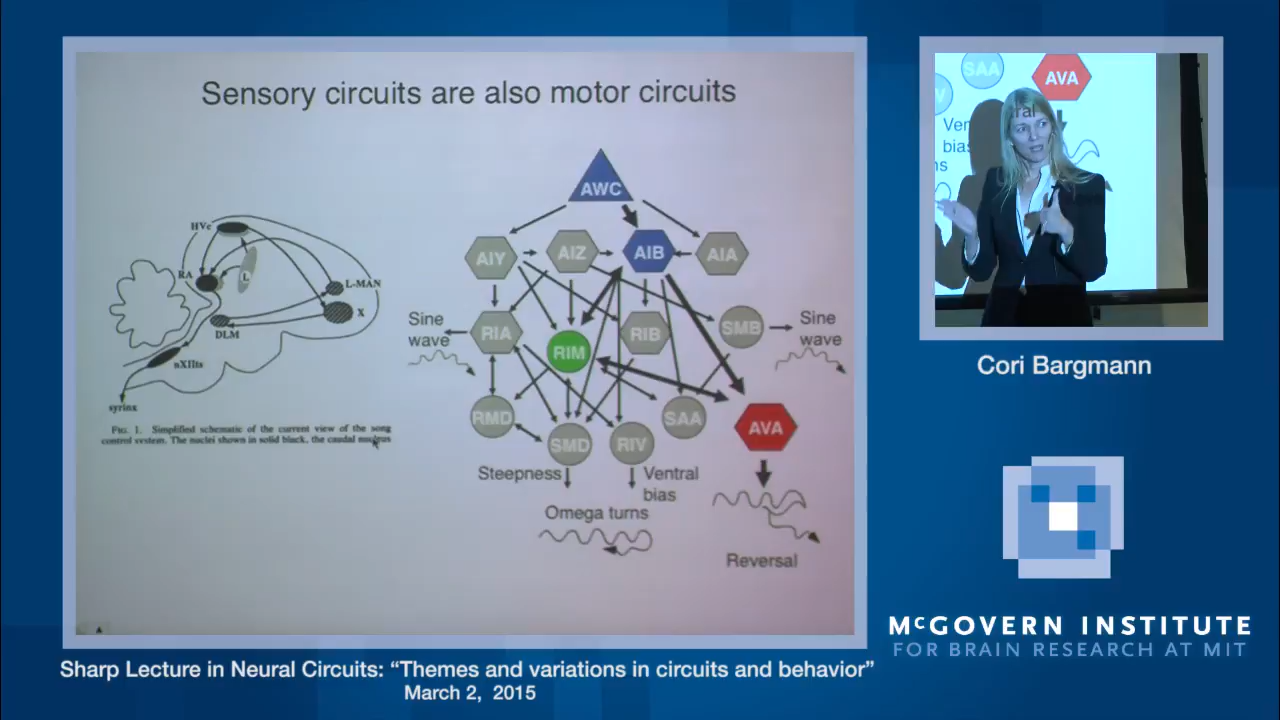 Sensory circuits are also motor circuits
HVc
RA
L
L-MAN
X
DLM
nXIIts
syrinx
FIG. 1. Simplified schematic of the current view of the song
control system. The nuclei shown in solid black, the caudal nucleus
AWC
AIY
AIZ
AIB
AIA
Sine
wave
RIA
RIM
RIB
SMB
Sine
wave
RMD
SMD
RIV
SAA
AVA
Steepness
Ventral
bias
Omega turns
Reversal
SAA
AVA
ral
Ven
bias
ns
Cori Bargmann
McGOVERN INSTITUTE
FOR BRAIN RESEARCH AT MIT
Sharp Lecture in Neural Circuits: “Themes and variations in circuits and behavior”
March 2, 2015